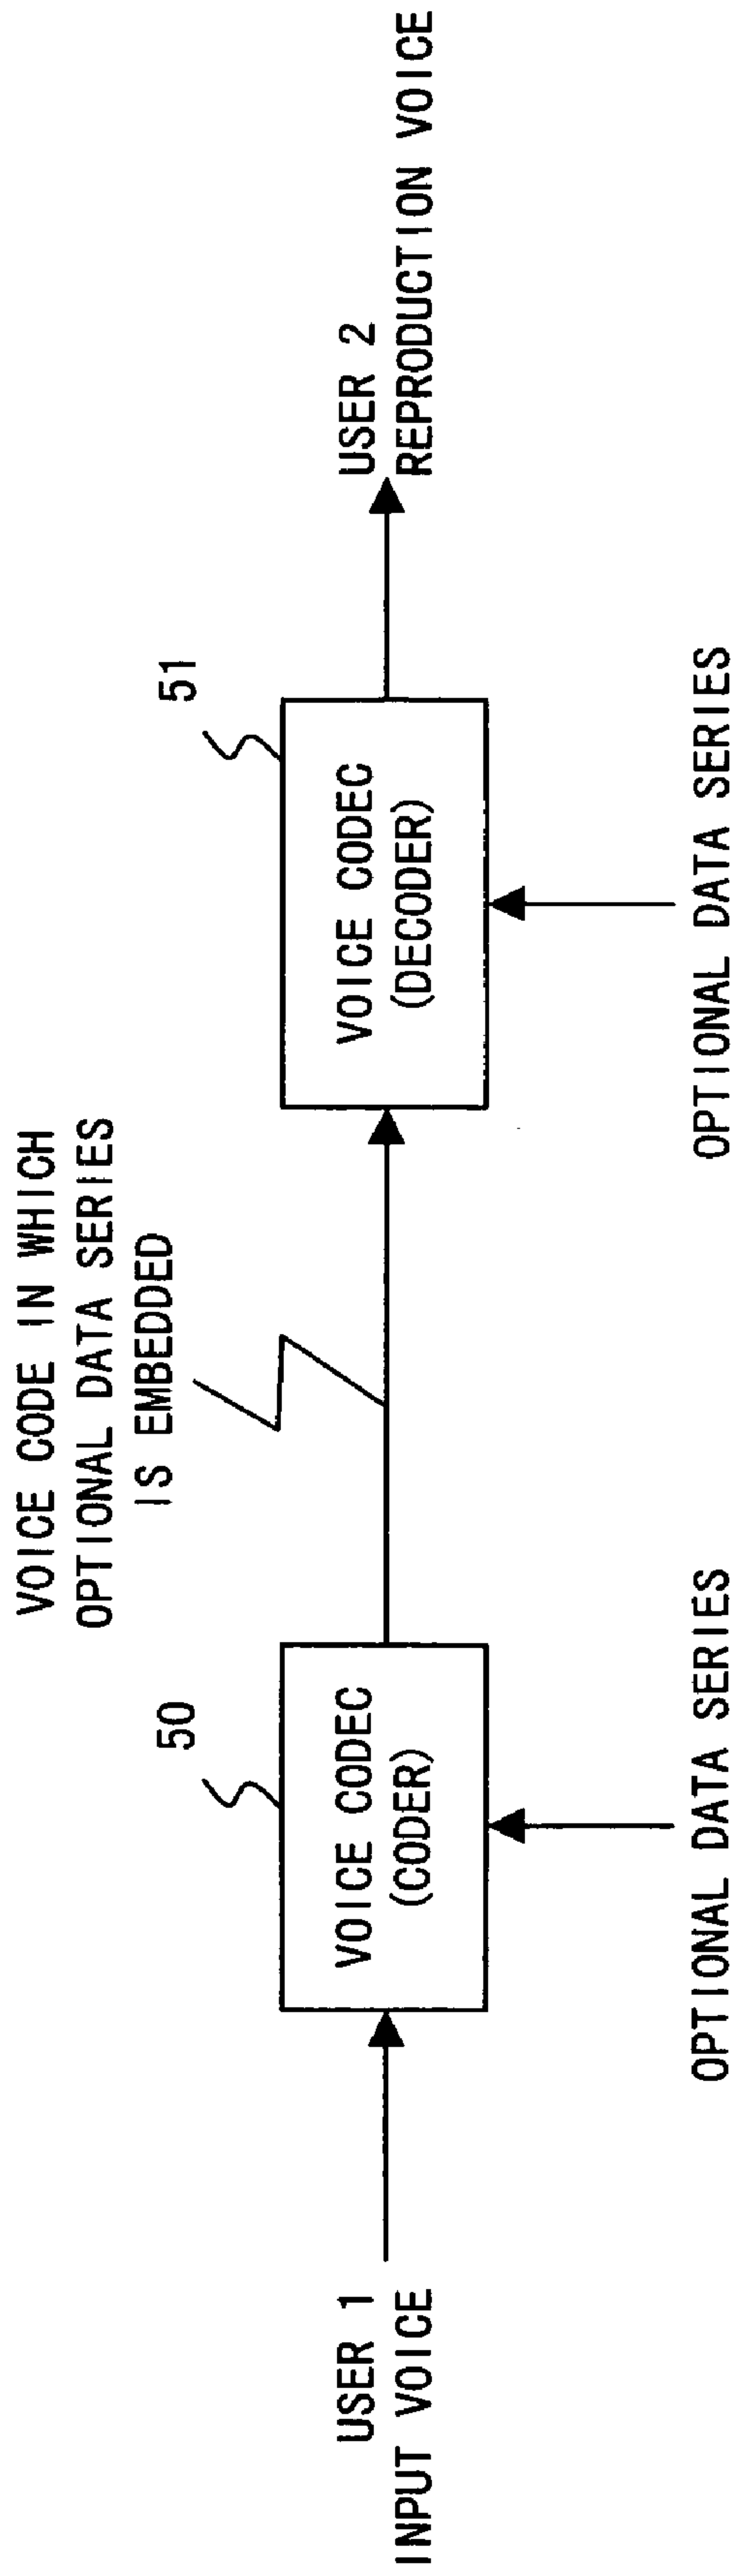 VOICE CODE IN WHICH
OPTIONAL DATA SERIES
IS EMBEDDED
50
51
USER 1
INPUT VOICE
VOICE CODEC
(CODER)
VOICE CODEC
(DECODER)
USER 2
REPRODUCTION VOICE
OPTIONAL DATA SERIES
OPTIONAL DATA SERIES